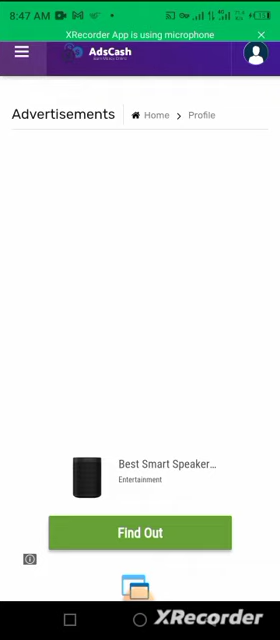 8:47 AM
XRecorder App is using microphone
AdsCash
Advertisements
Home
Profile
Best Smart Speaker...
Entertainment
Find Out
XRecorder